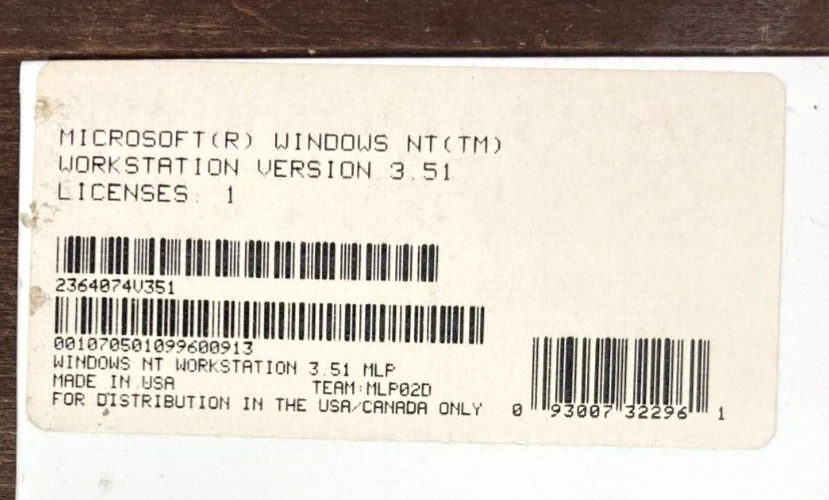 MICROSOFT(R) WINDOWS NT(TM)
WORKSTATION VERSION 3.51
LICENSES: 1
2364074V351
001070501099600913
WINDOWS NT WORKSTATION 3.51 MLP
MADE IN USA TEAM:MLP02D
FOR DISTRIBUTION IN THE USA/CANADA ONLY
0 93007 32296 1